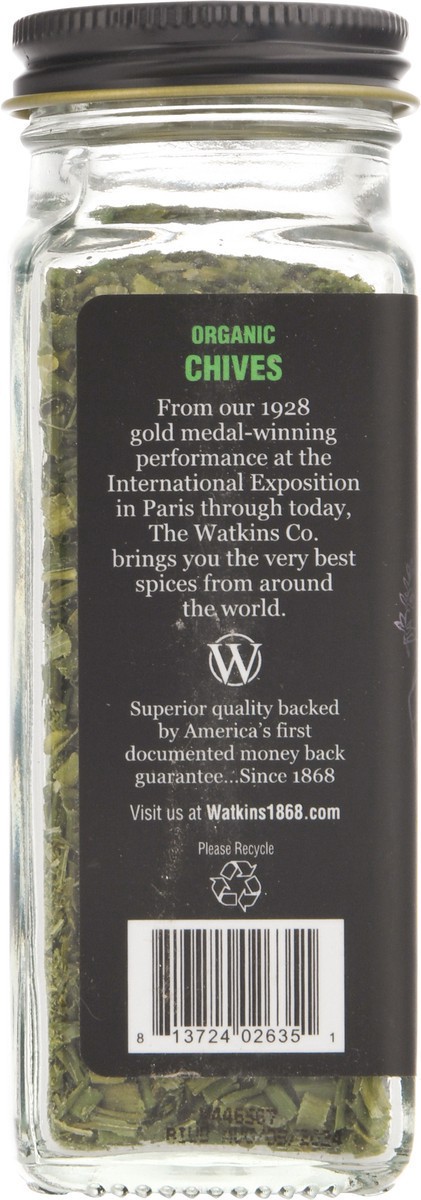 ORGANIC
CHIVES
From our 1928
gold medal-winning
performance at the
International Exposition
in Paris through today,
The Watkins Co.
brings you the very best
spices from around
the world.
W
Superior quality backed
by America's first
documented money back
guarantee...Since 1868
Visit us at Watkins1868.com
Please Recycle
8 13724 02635 1